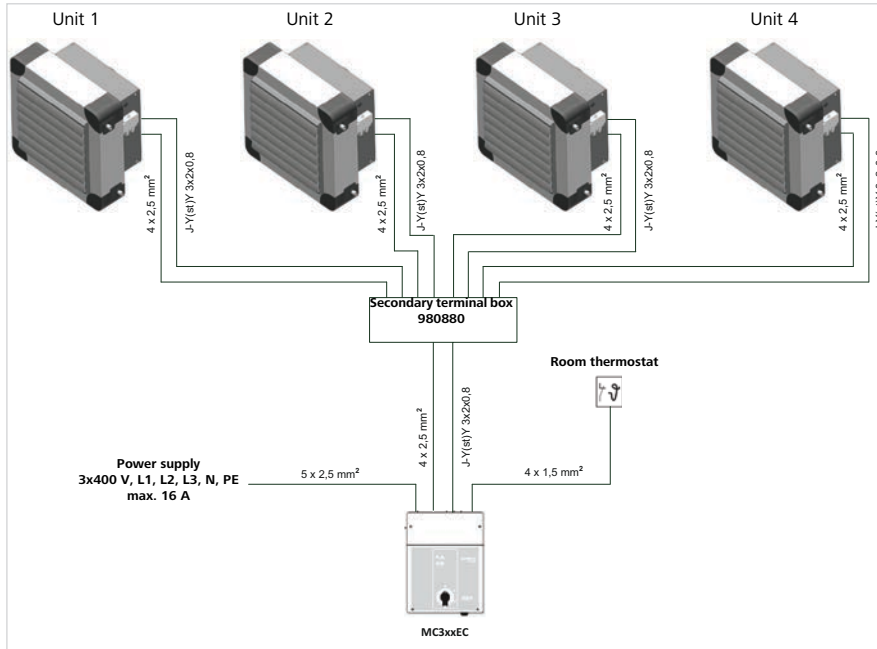 Unit 1
Unit 2
Unit 3
Unit 4
4 x 2,5 mm²
J-Y(st)Y 3x2x0,8
4 x 2,5 mm²
J-Y(st)Y 3x2x0,8
4 x 2,5 mm²
J-Y(st)Y 3x2x0,8
4 x 2,5 mm²
Secondary terminal box
980880
Room thermostat
4 x 2,5 mm²
J-Y(st)Y 3x2x0,8
Power supply
3x400 V, L1, L2, L3, N, PE
max. 16 A
5 x 2,5 mm²
4 x 1,5 mm²
MC3xxEC